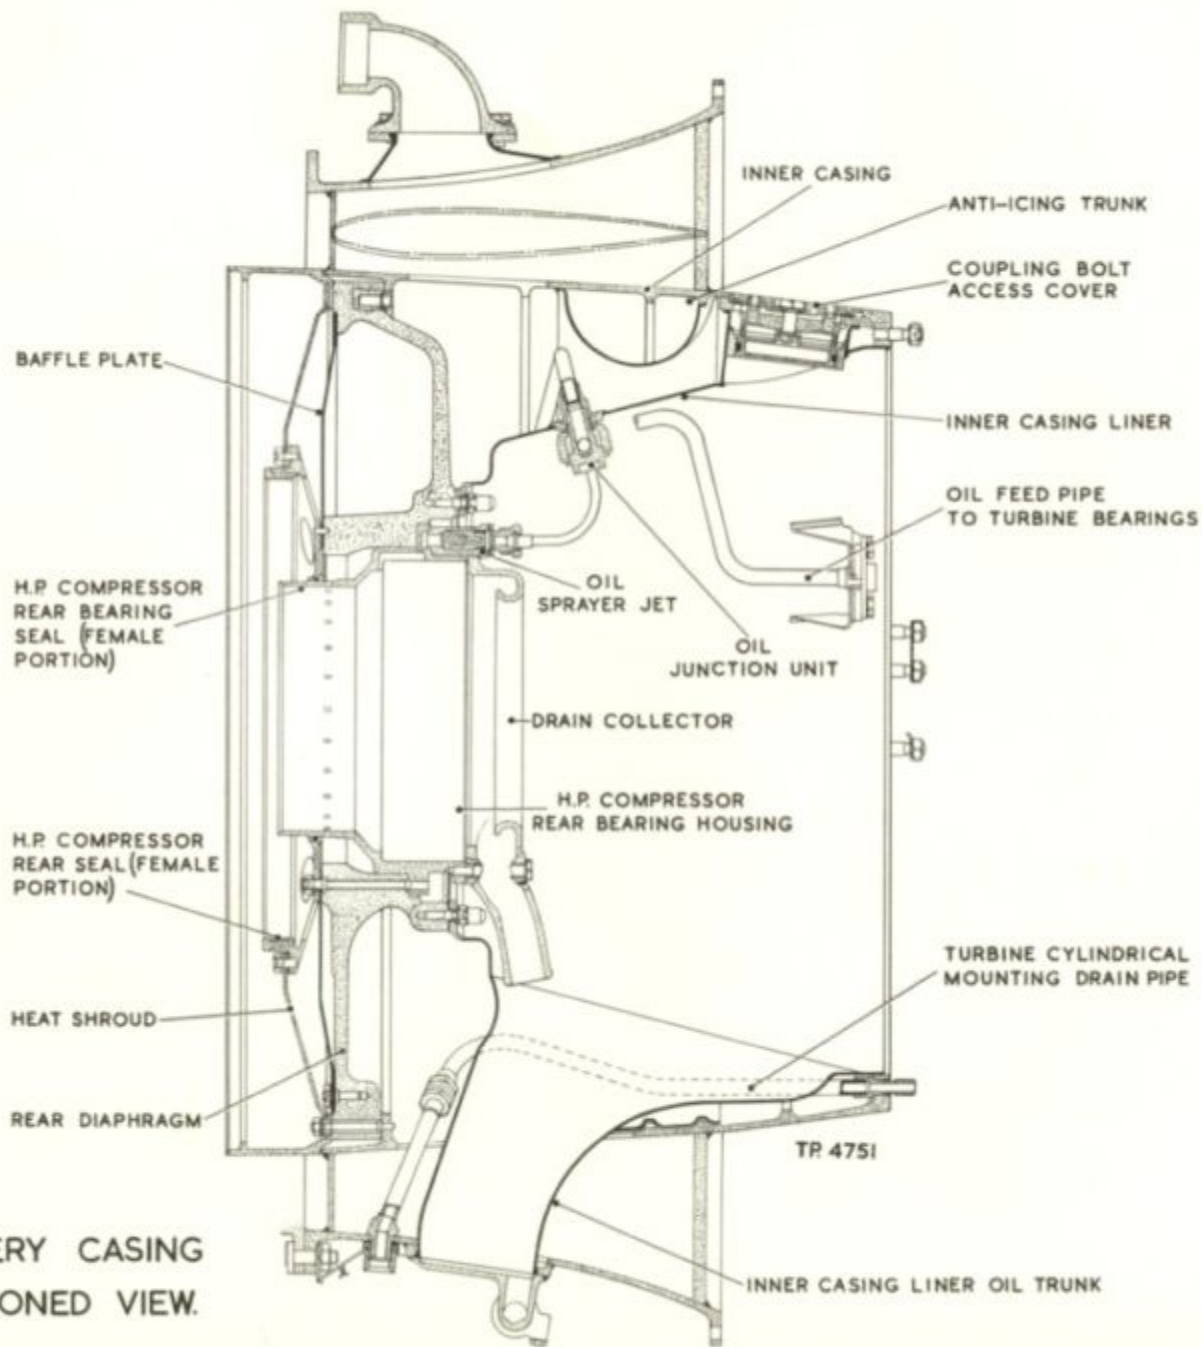 INNER CASING
ANTI-ICING TRUNK
COUPLING BOLT
ACCESS COVER
BAFFLE PLATE
INNER CASING LINER
OIL FEED PIPE
TO TURBINE BEARINGS
H.P. COMPRESSOR
REAR BEARING
SEAL (FEMALE
PORTION)
OIL
SPRAYER JET
OIL
JUNCTION UNIT
DRAIN COLLECTOR
H.P. COMPRESSOR
REAR BEARING HOUSING
H.P. COMPRESSOR
REAR SEAL (FEMALE
PORTION)
TURBINE CYLINDRICAL
MOUNTING DRAIN PIPE
HEAT SHROUD
REAR DIAPHRAGM
TP. 4751
ERY CASING
ONED VIEW.
INNER CASING LINER OIL TRUNK